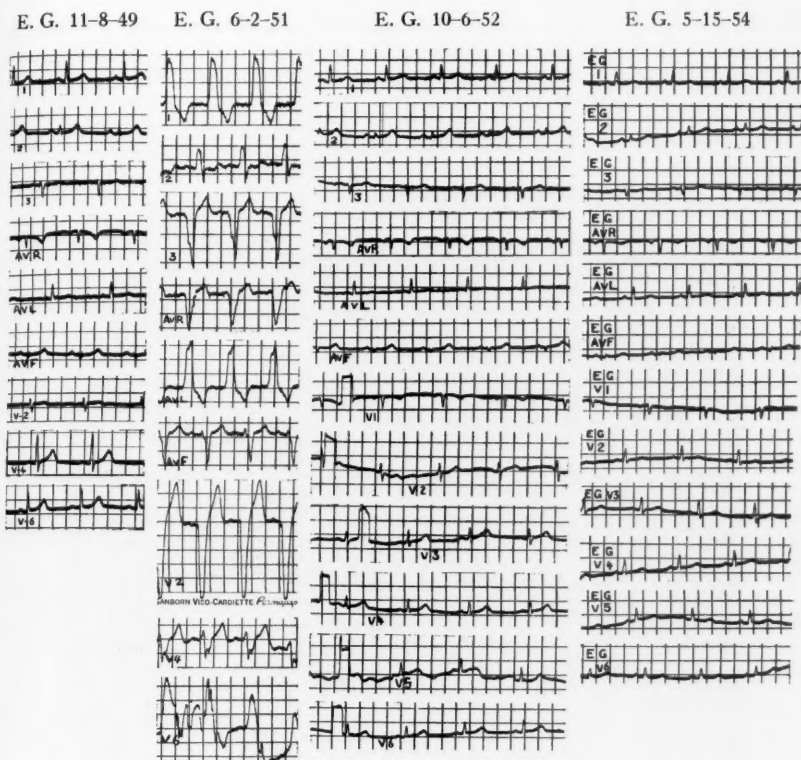 E. G. 11-8-49
1
2
3
AVR
AVL
AVF
V-2
V4
V-6
E. G. 6-2-51
1
2
3
AVR
AVL
AVF
V2
ANBORN VISO-CARDIETTE
V4
V6
E. G. 10-6-52
1
2
3
AVR
AVL
AVF
V1
V2
V3
V4
V5
V6
E. G. 5-15-54
EG
1
EG
2
EG
3
EG
AVR
EG
AVL
EG
AVF
EG
V1
EG
V2
EG V3
EG
V4
EG
V5
EG
V6